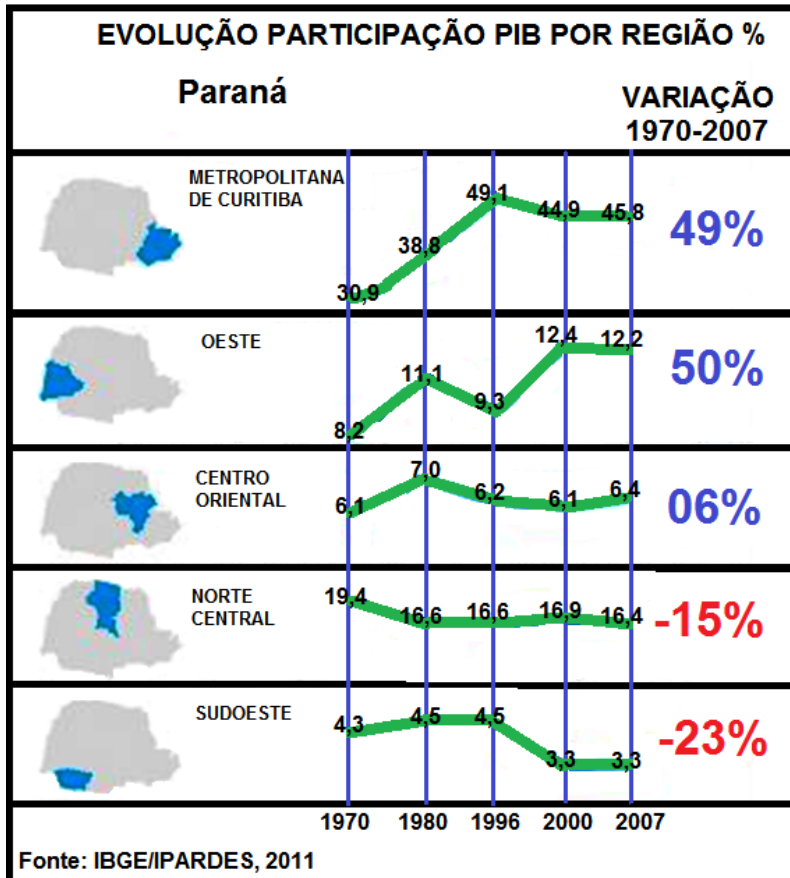 EVOLUÇÃO PARTICIPAÇÃO PIB POR REGIÃO %
Paraná
VARIAÇÃO
1970-2007
METROPOLITANA
DE CURITIBA
30,9 38,8 49,1 44,9 45,8
49%
OESTE
8,2 11,1 9,3 12,4 12,2
50%
CENTRO
ORIENTAL
6,1 7,0 6,2 6,1 6,4
06%
NORTE
CENTRAL
19,4 16,6 16,6 16,9 16,4
-15%
SUDOESTE
4,3 4,5 4,5 3,3 3,3
-23%
1970 1980 1996 2000 2007
Fonte: IBGE/IPARDES, 2011